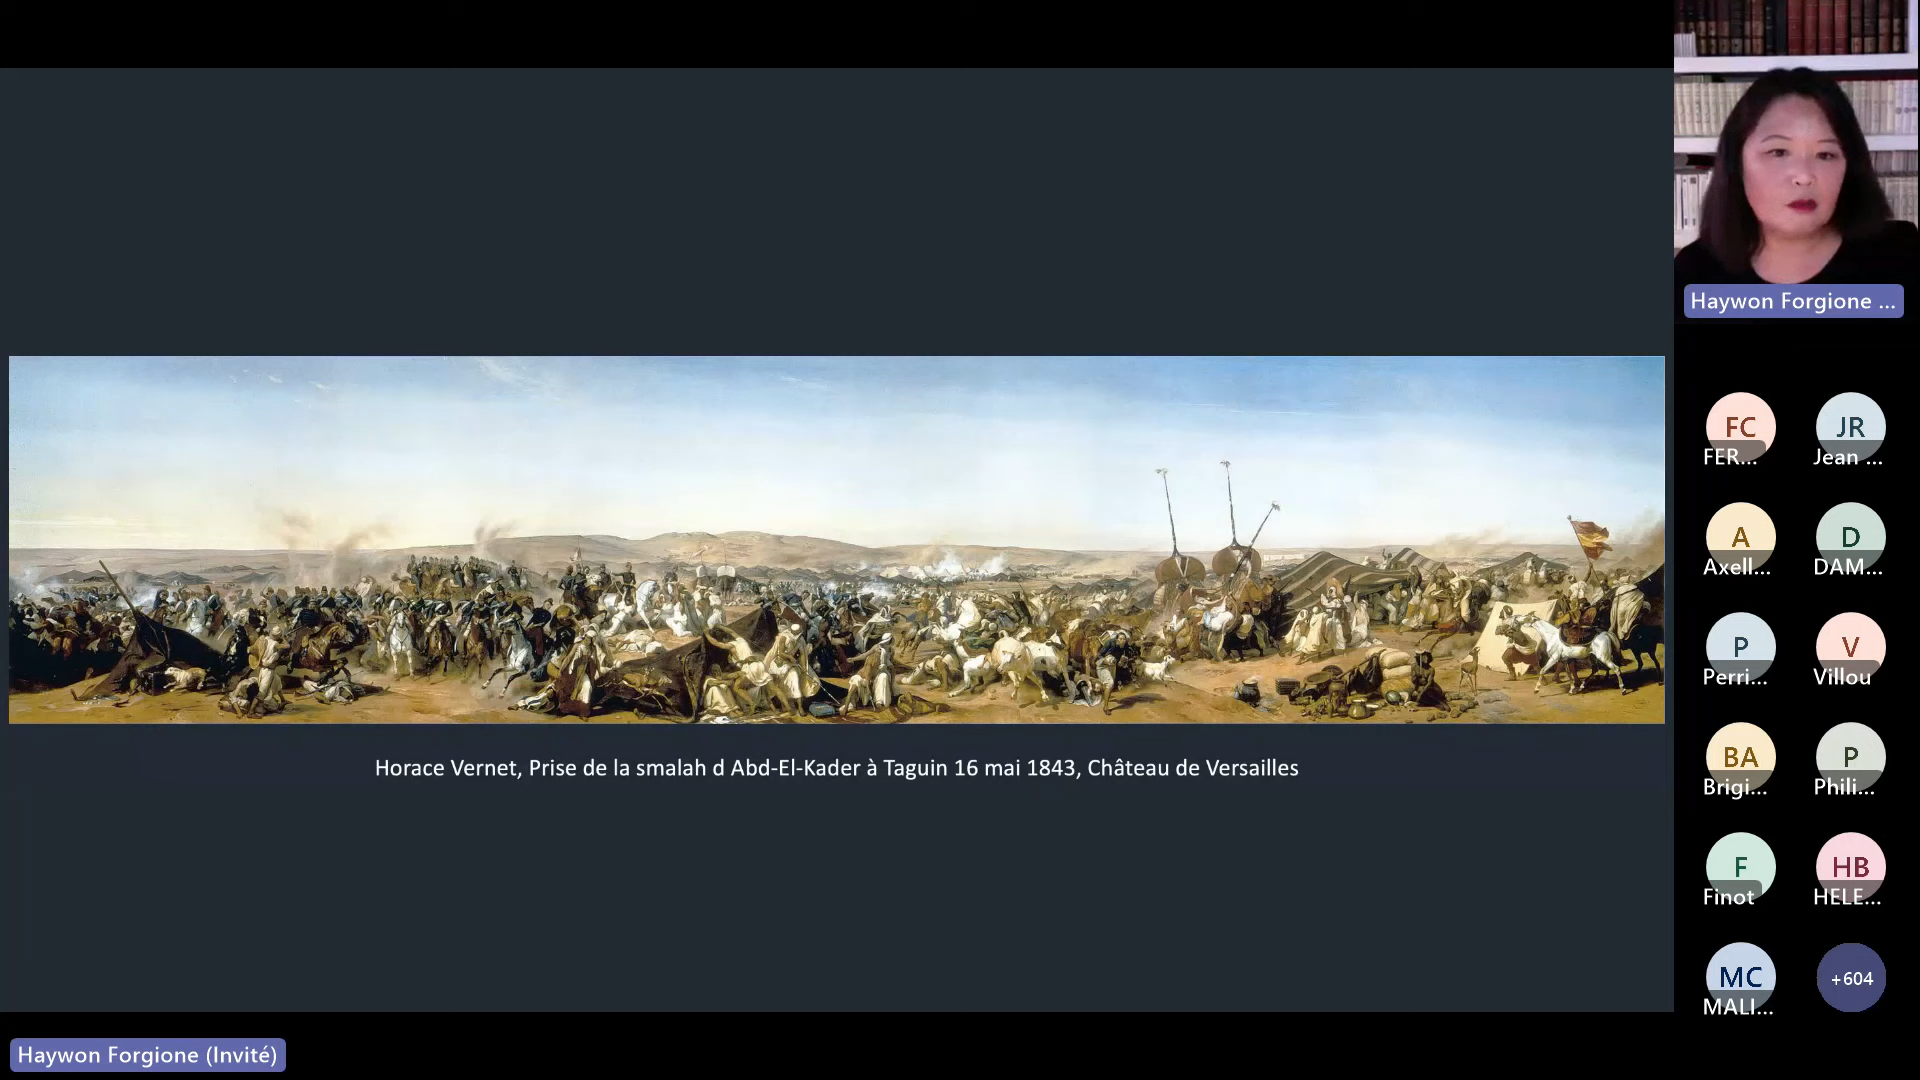 Haywon Forgione ...
FC
FER...
JR
Jean ...
A
Axell...
D
DAM...
P
Perri...
V
Villou
Horace Vernet, Prise de la smalah d Abd-El-Kader à Taguin 16 mai 1843, Château de Versailles
BA
Brigi...
P
Phili...
F
Finot
HB
HELE...
MC
MALI...
+604
Haywon Forgione (Invité)